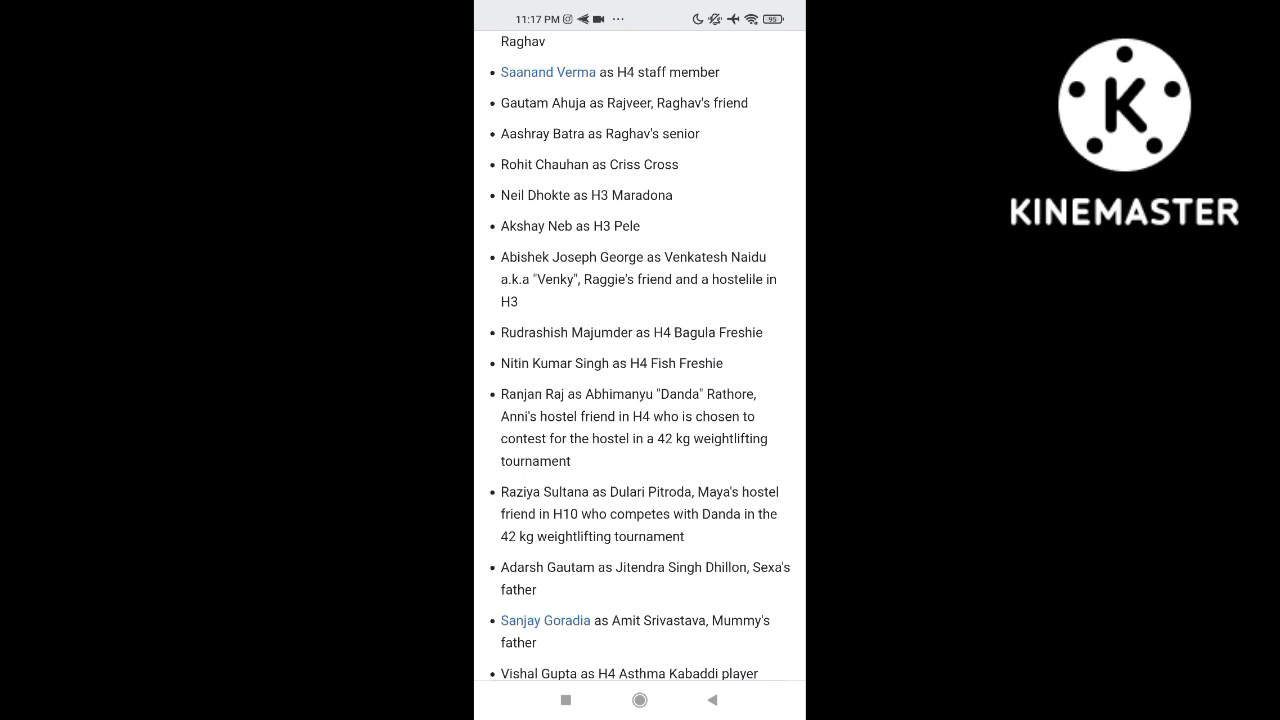 11:17 PM
95
Raghav
Saanand Verma as H4 staff member
Gautam Ahuja as Rajveer, Raghav's friend
Aashray Batra as Raghav's senior
Rohit Chauhan as Criss Cross
Neil Dhokte as H3 Maradona
Akshay Neb as H3 Pele
Abishek Joseph George as Venkatesh Naidu
a.k.a "Venky", Raggie's friend and a hostelile in
H3
Rudrashish Majumder as H4 Bagula Freshie
Nitin Kumar Singh as H4 Fish Freshie
Ranjan Raj as Abhimanyu "Danda" Rathore,
Anni's hostel friend in H4 who is chosen to
contest for the hostel in a 42 kg weightlifting
tournament
Raziya Sultana as Dulari Pitroda, Maya's hostel
friend in H10 who competes with Danda in the
42 kg weightlifting tournament
Adarsh Gautam as Jitendra Singh Dhillon, Sexa's
father
Sanjay Goradia as Amit Srivastava, Mummy's
father
Vishal Gupta as H4 Asthma Kabaddi player
K
KINEMASTER